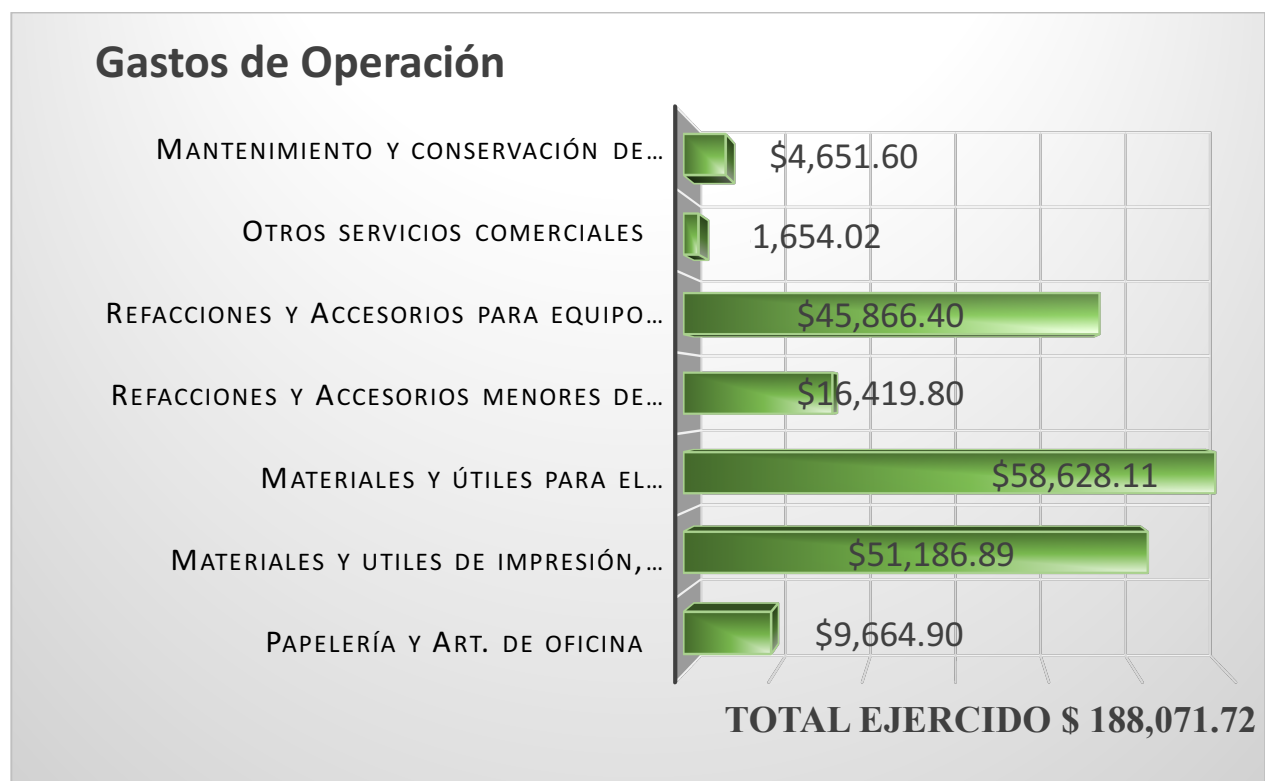 Gastos de Operación
Mantenimiento y conservación de… $4,651.60
Otros servicios comerciales 1,654.02
Refacciones y Accesorios para equipo… $45,866.40
Refacciones y Accesorios menores de… $16,419.80
Materiales y útiles para el… $58,628.11
Materiales y utiles de impresión,… $51,186.89
Papelería y Art. de oficina $9,664.90
TOTAL EJERCIDO $ 188,071.72